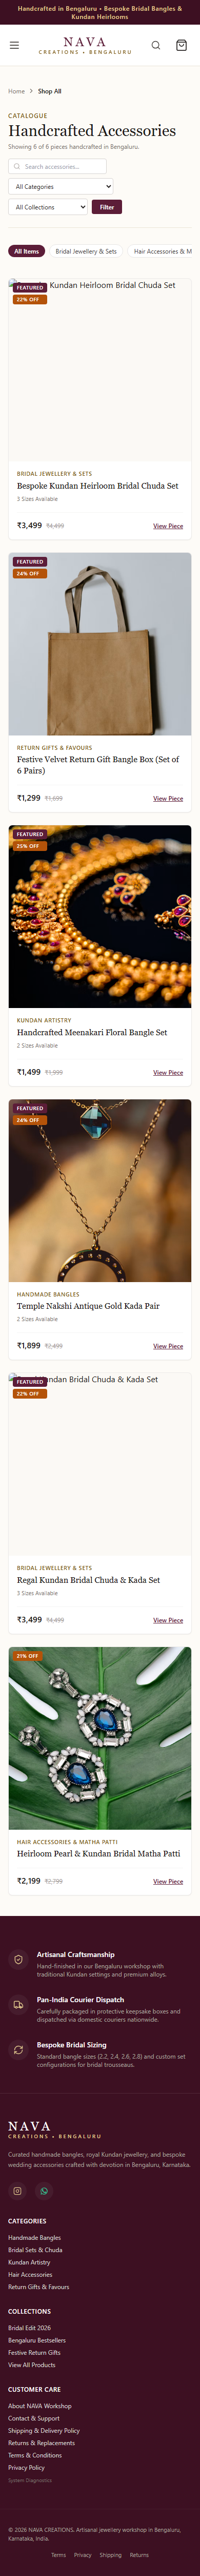 Handcrafted in Bengaluru • Bespoke Bridal Bangles &
Kundan Heirlooms
NAVA
CREATIONS • BENGALURU
Home > Shop All
CATALOGUE
Handcrafted Accessories
Showing 6 of 6 pieces handcrafted in Bengaluru.
Search accessories...
All Categories
All Collections
Filter
All Items
Bridal Jewellery & Sets
Hair Accessories & M
Kundan Heirloom Bridal Chuda Set
FEATURED
22% OFF
BRIDAL JEWELLERY & SETS
Bespoke Kundan Heirloom Bridal Chuda Set
3 Sizes Available
₹3,499 ₹4,499
View Piece
FEATURED
24% OFF
RETURN GIFTS & FAVOURS
Festive Velvet Return Gift Bangle Box (Set of
6 Pairs)
₹1,299 ₹1,699
View Piece
FEATURED
25% OFF
KUNDAN ARTISTRY
Handcrafted Meenakari Floral Bangle Set
2 Sizes Available
₹1,499 ₹1,999
View Piece
FEATURED
24% OFF
HANDMADE BANGLES
Temple Nakshi Antique Gold Kada Pair
2 Sizes Available
₹1,899 ₹2,499
View Piece
Kundan Bridal Chuda & Kada Set
FEATURED
22% OFF
BRIDAL JEWELLERY & SETS
Regal Kundan Bridal Chuda & Kada Set
3 Sizes Available
₹3,499 ₹4,499
View Piece
21% OFF
HAIR ACCESSORIES & MATHA PATTI
Heirloom Pearl & Kundan Bridal Matha Patti
₹2,199 ₹2,799
View Piece
Artisanal Craftsmanship
Hand-finished in our Bengaluru workshop with
traditional Kundan settings and premium alloys.
Pan-India Courier Dispatch
Carefully packaged in protective keepsake boxes and
dispatched via domestic couriers nationwide.
Bespoke Bridal Sizing
Standard bangle sizes (2.2, 2.4, 2.6, 2.8) and custom set
configurations for bridal trousseaus.
NAVA
CREATIONS • BENGALURU
Curated handmade bangles, royal Kundan jewellery, and bespoke
wedding accessories crafted with devotion in Bengaluru, Karnataka.
CATEGORIES
Handmade Bangles
Bridal Sets & Chuda
Kundan Artistry
Hair Accessories
Return Gifts & Favours
COLLECTIONS
Bridal Edit 2026
Bengaluru Bestsellers
Festive Return Gifts
View All Products
CUSTOMER CARE
About NAVA Workshop
Contact & Support
Shipping & Delivery Policy
Returns & Replacements
Terms & Conditions
Privacy Policy
System Diagnostics
© 2026 NAVA CREATIONS. Artisanal jewellery workshop in Bengaluru,
Karnataka, India.
Terms Privacy Shipping Returns